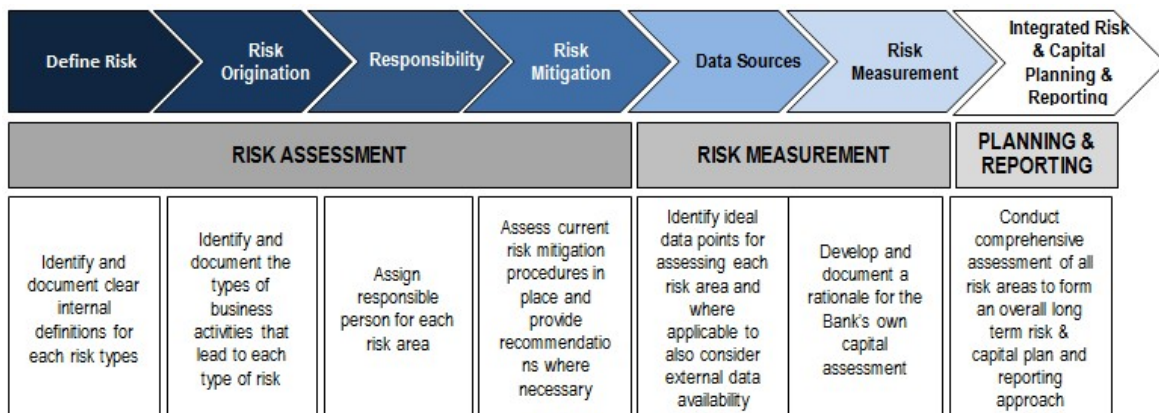 Define Risk
Risk
Origination
Responsibility
Risk
Mitigation
Data Sources
Risk
Measurement
Integrated Risk
& Capital
Planning &
Reporting
RISK ASSESSMENT
RISK MEASUREMENT
PLANNING &
REPORTING
Identify and
document clear
internal
definitions for
each risk types
Identify and
document the
types of
business
activities that
lead to each
type of risk
Assign
responsible
person for each
risk area
Assess current
risk mitigation
procedures in
place and
provide
recommendatio
ns where
necessary
Identify ideal
data points for
assessing each
risk area and
where
applicable to
also consider
external data
availability
Develop and
document a
rationale for the
Bank's own
capital
assessment
Conduct
comprehensive
assessment of all
risk areas to form
an overall long
term risk &
capital plan and
reporting
approach